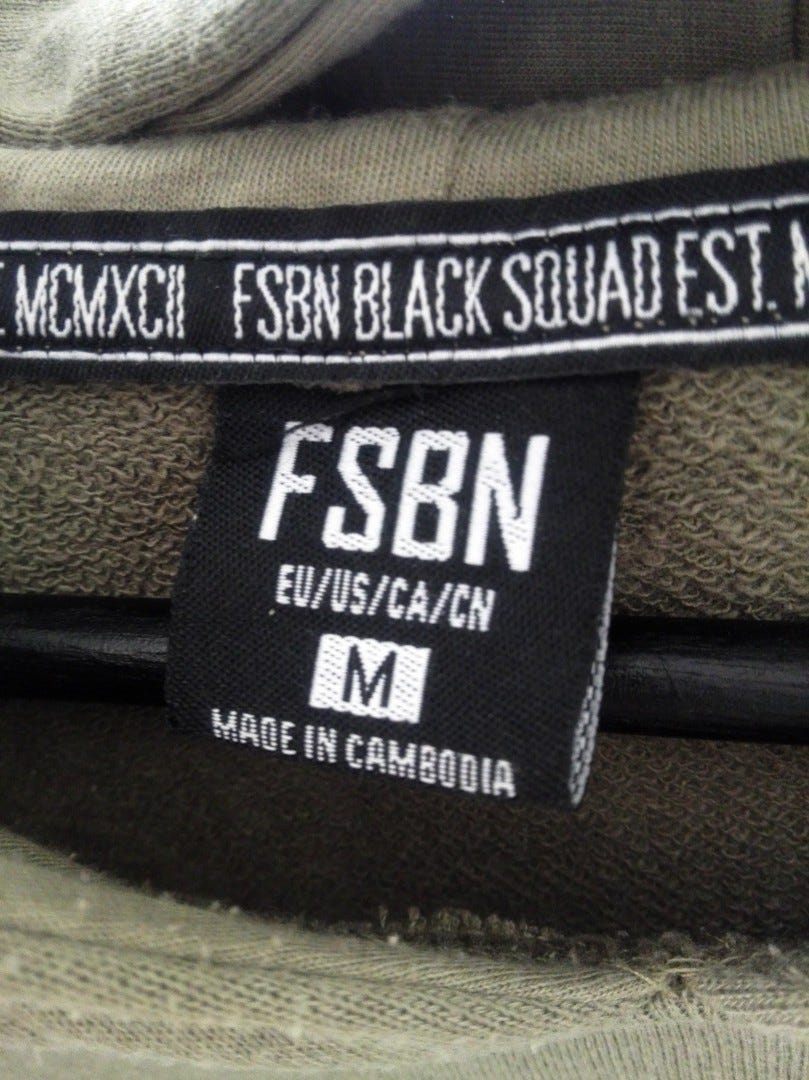 . MCMXCII FSBN BLACK SQUAD EST. M
FSBN
EU/US/CA/CN
M
MADE IN CAMBODIA